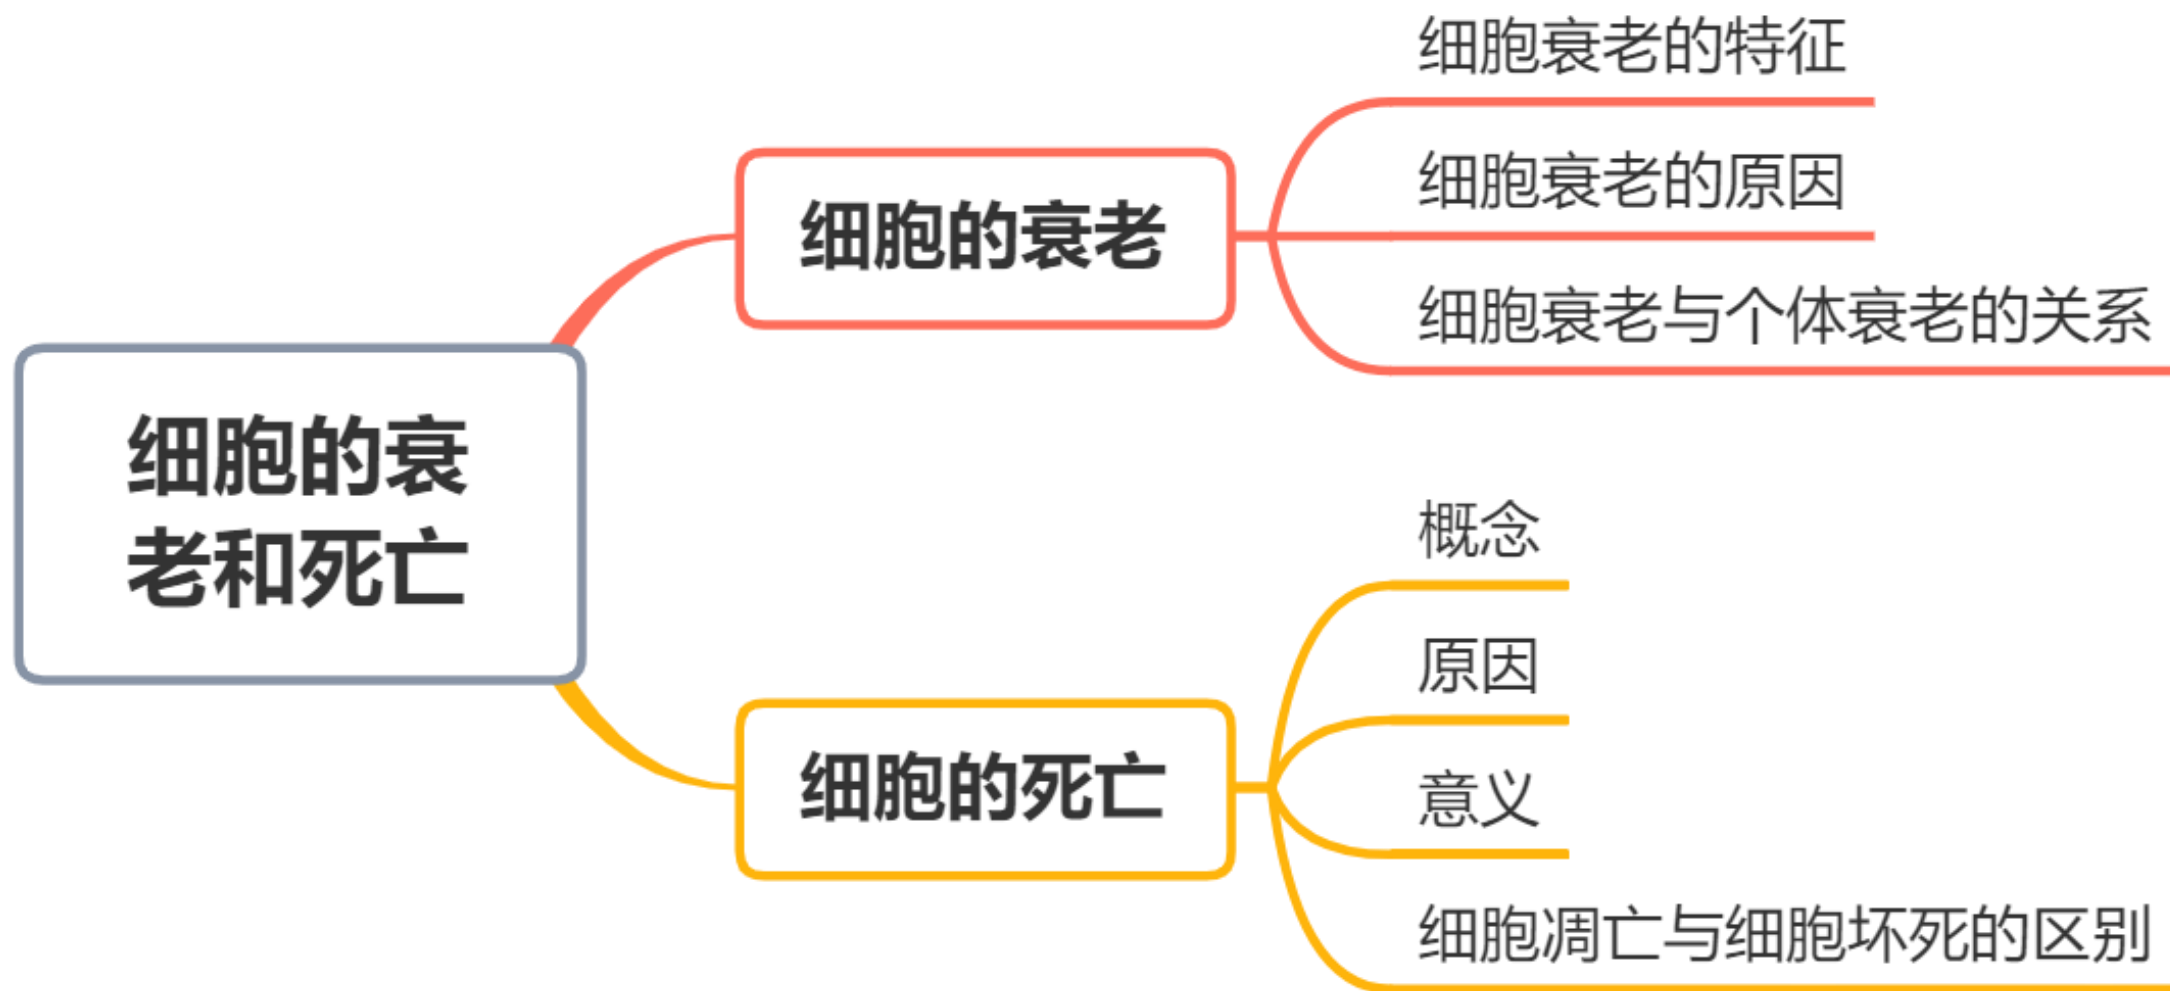 细胞的衰
老和死亡
细胞的衰老
细胞衰老的特征
细胞衰老的原因
细胞衰老与个体衰老的关系
细胞的死亡
概念
原因
意义
细胞凋亡与细胞坏死的区别